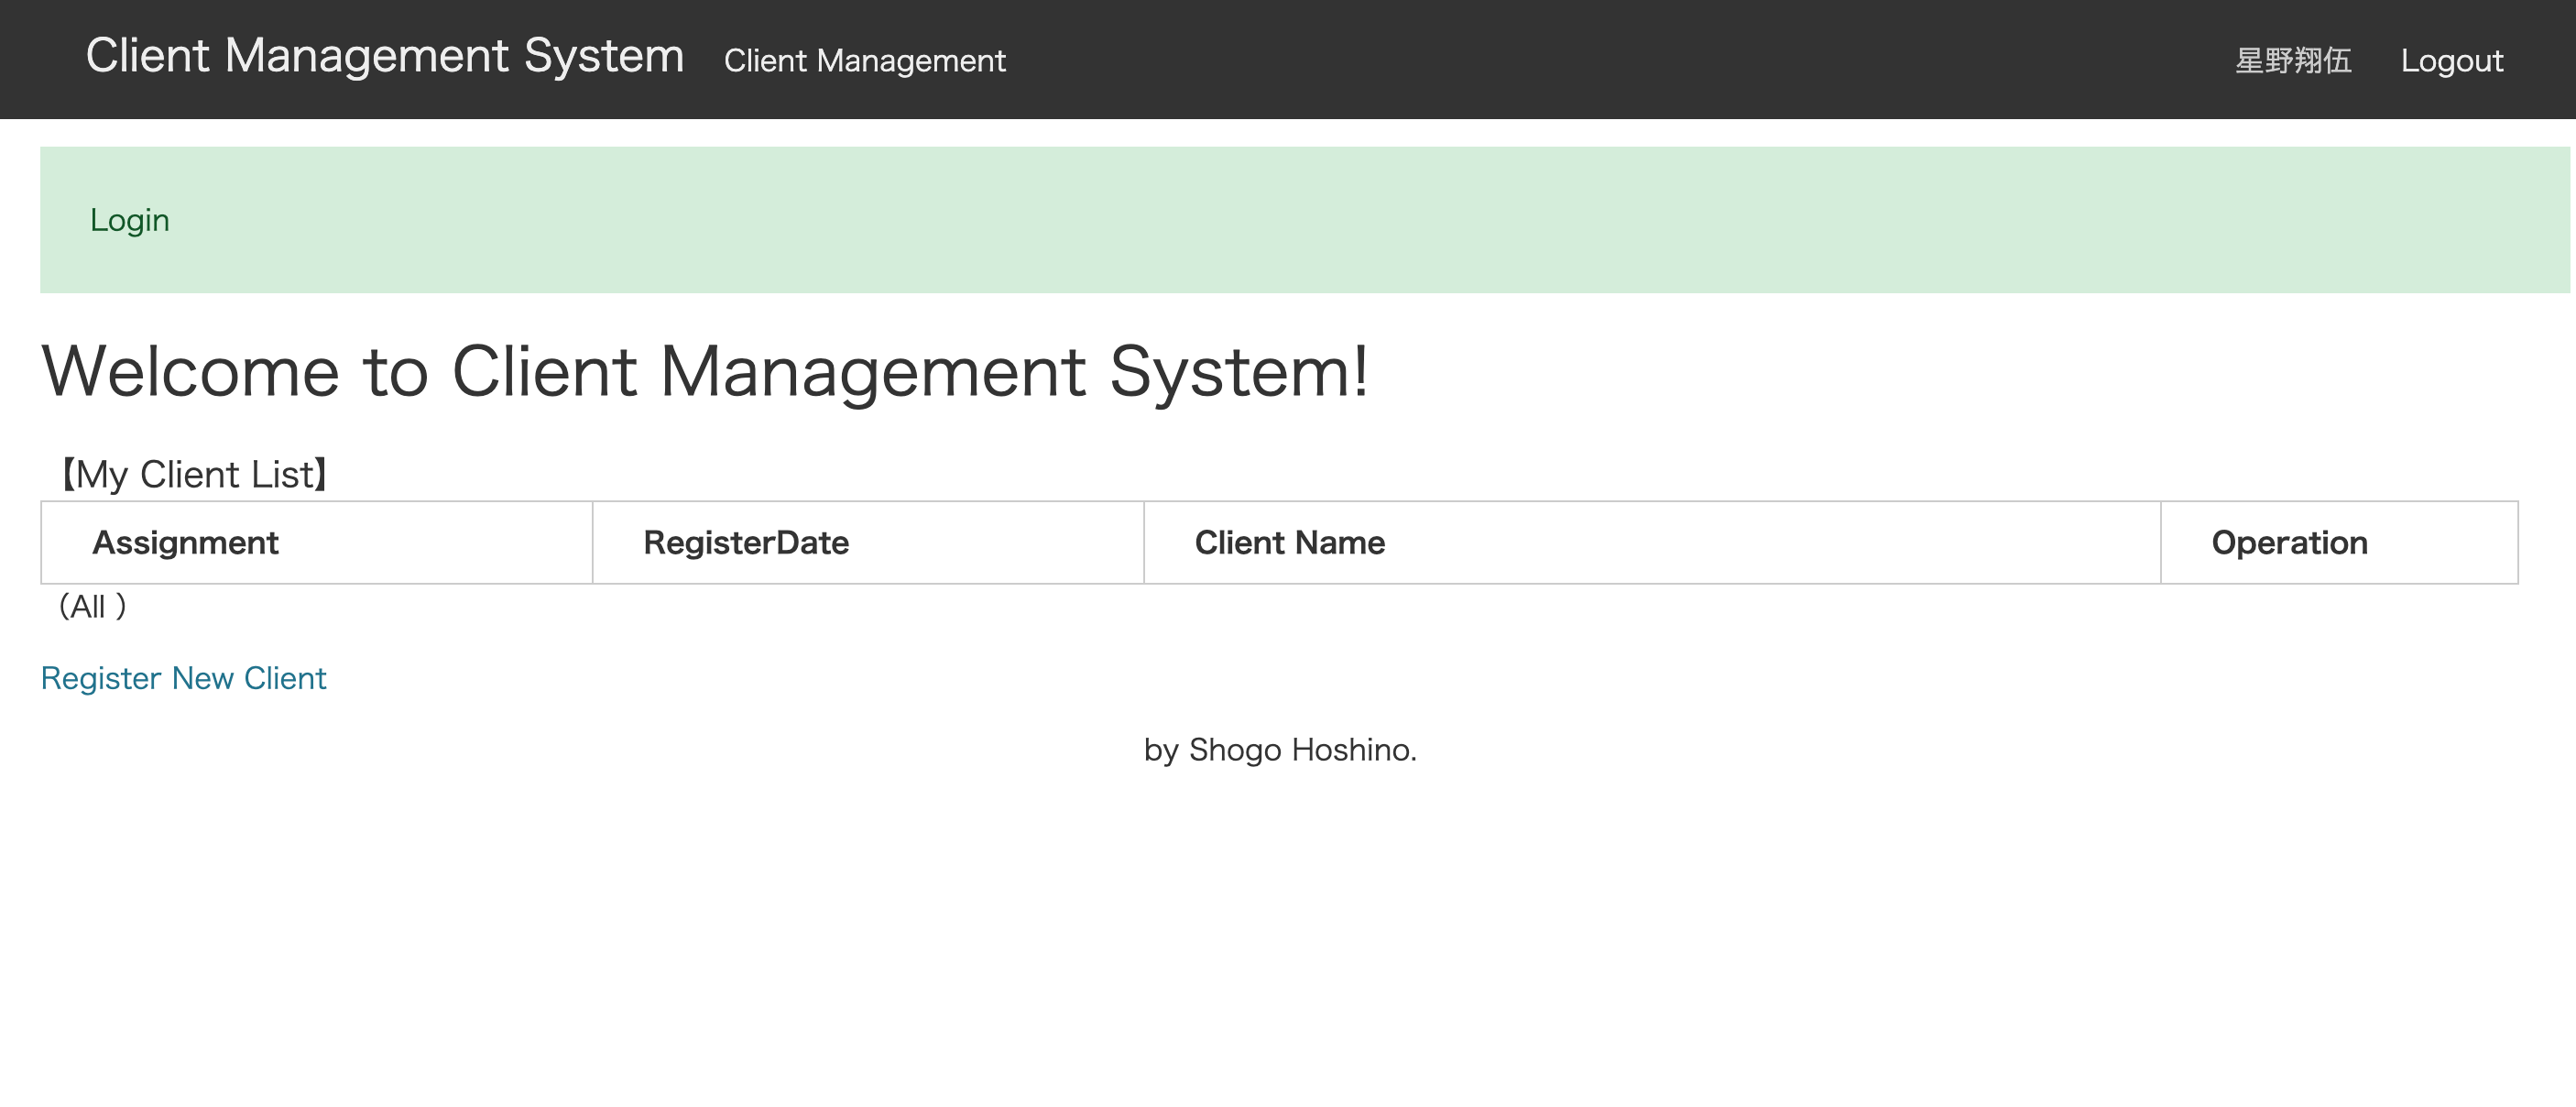 Client Management System Client Management 星野翔伍 Logout
Login
Welcome to Client Management System!
【My Client List】
Assignment RegisterDate Client Name Operation
（All ）
Register New Client
by Shogo Hoshino.